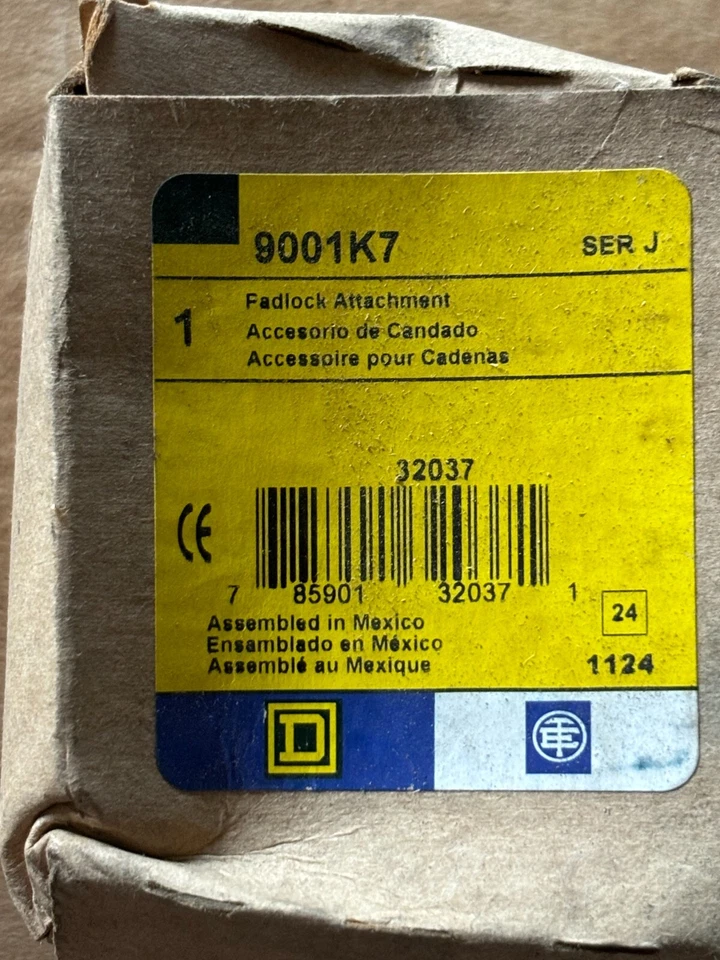 9001K7 SER J
1 Padlock Attachment
Accesorio de Candado
Accessoire pour Cadenas
32037
CE
7 85901 32037 1
24
Assembled in Mexico
Ensamblado en México
Assemblé au Mexique
1124
D
TE